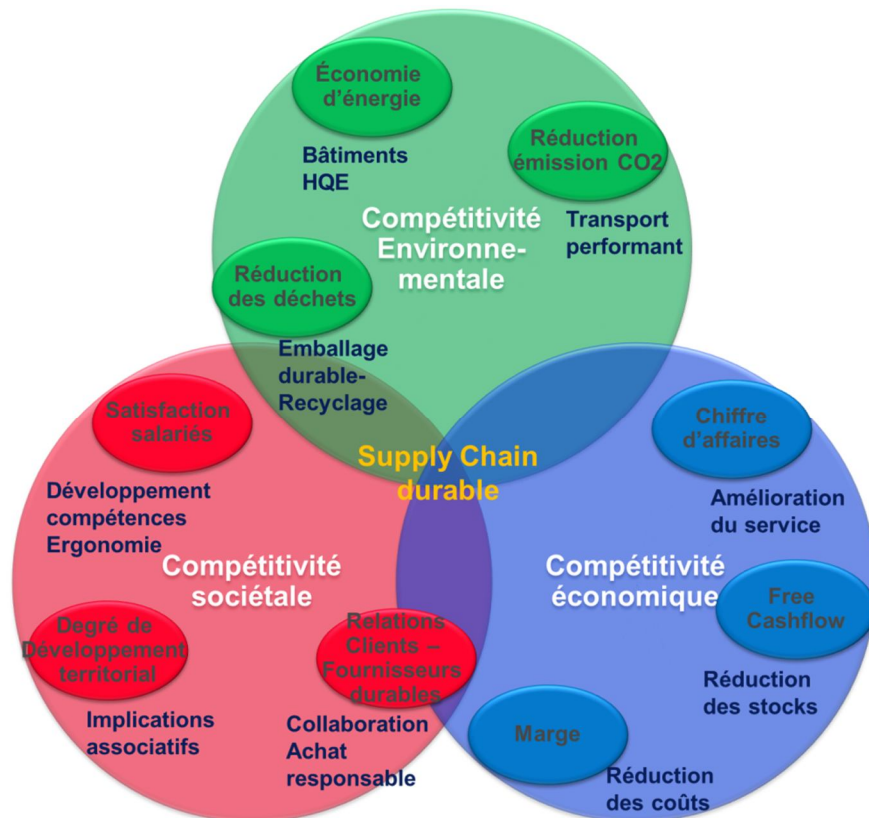 Économie
d'énergie
Bâtiments
HQE
Réduction
émission CO2
Transport
performant
Compétitivité
Environne-
mentale
Réduction
des déchets
Emballage
durable-
Recyclage
Supply Chain
durable
Satisfaction
salariés
Développement
compétences
Ergonomie
Compétitivité
sociétale
Degré de
Développement
territorial
Implications
associatifs
Relations
Clients –
Fournisseurs
durables
Collaboration
Achat
responsable
Chiffre
d'affaires
Amélioration
du service
Compétitivité
économique
Free
Cashflow
Réduction
des stocks
Marge
Réduction
des coûts